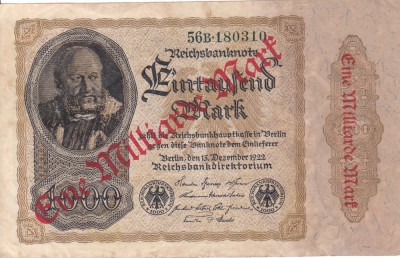 56B·180310
Reichsbanknote
Eintausend
Mark
zahlt die Reichsbankhauptkasse in Berlin
gegen diese Banknote dem Einlieferer
Berlin, den 15. Dezember 1922
Reichsbankdirektorium
1000
Eine Milliarde Mark
Eine Milliarde Mark